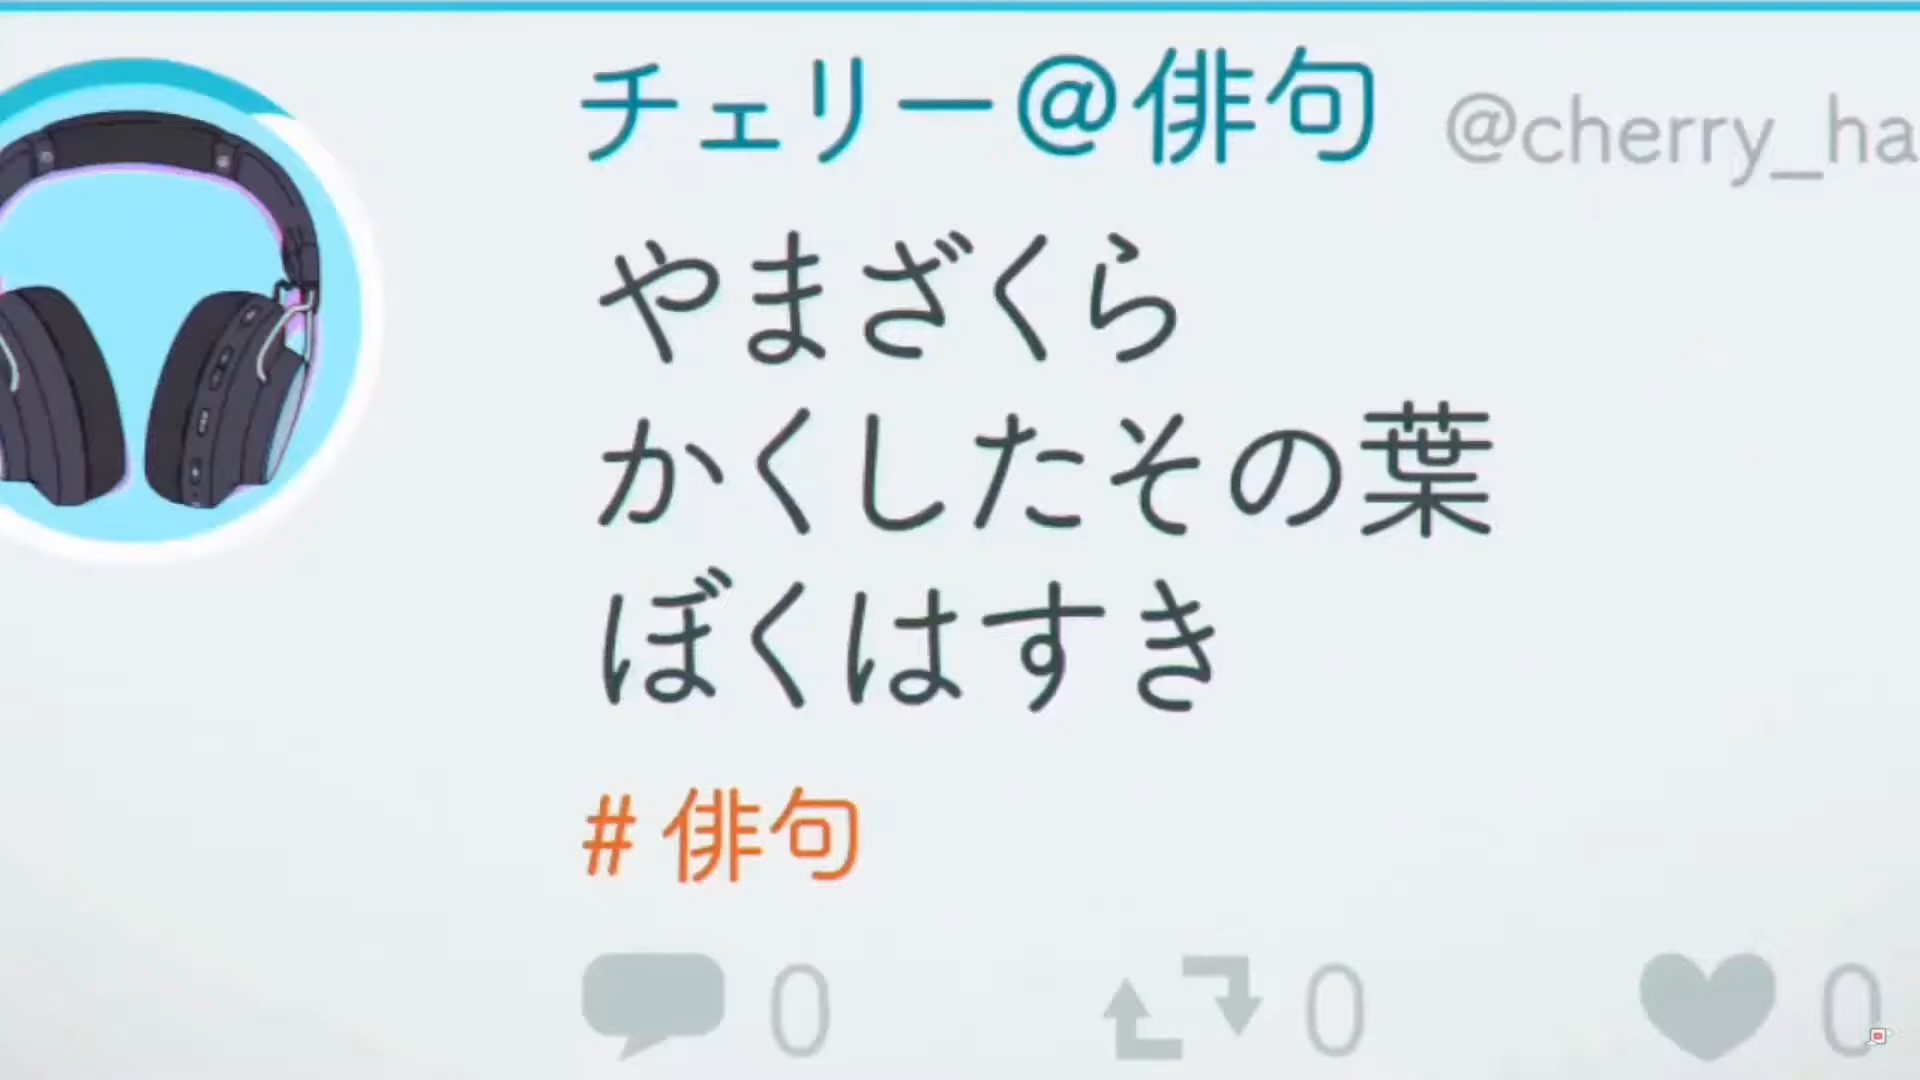 チェリー@俳句 @cherry_ha
やまざくら
かくしたその葉
ぼくはすき
#俳句
0 0 0